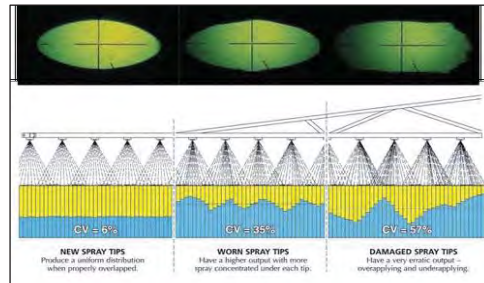 CV = 6%
CV = 35%
CV = 57%
NEW SPRAY TIPS
Produce a uniform distribution
when properly overlapped.
WORN SPRAY TIPS
Have a higher output with more
spray concentrated under each tip.
DAMAGED SPRAY TIPS
Have a very erratic output –
overapplying and underapplying.